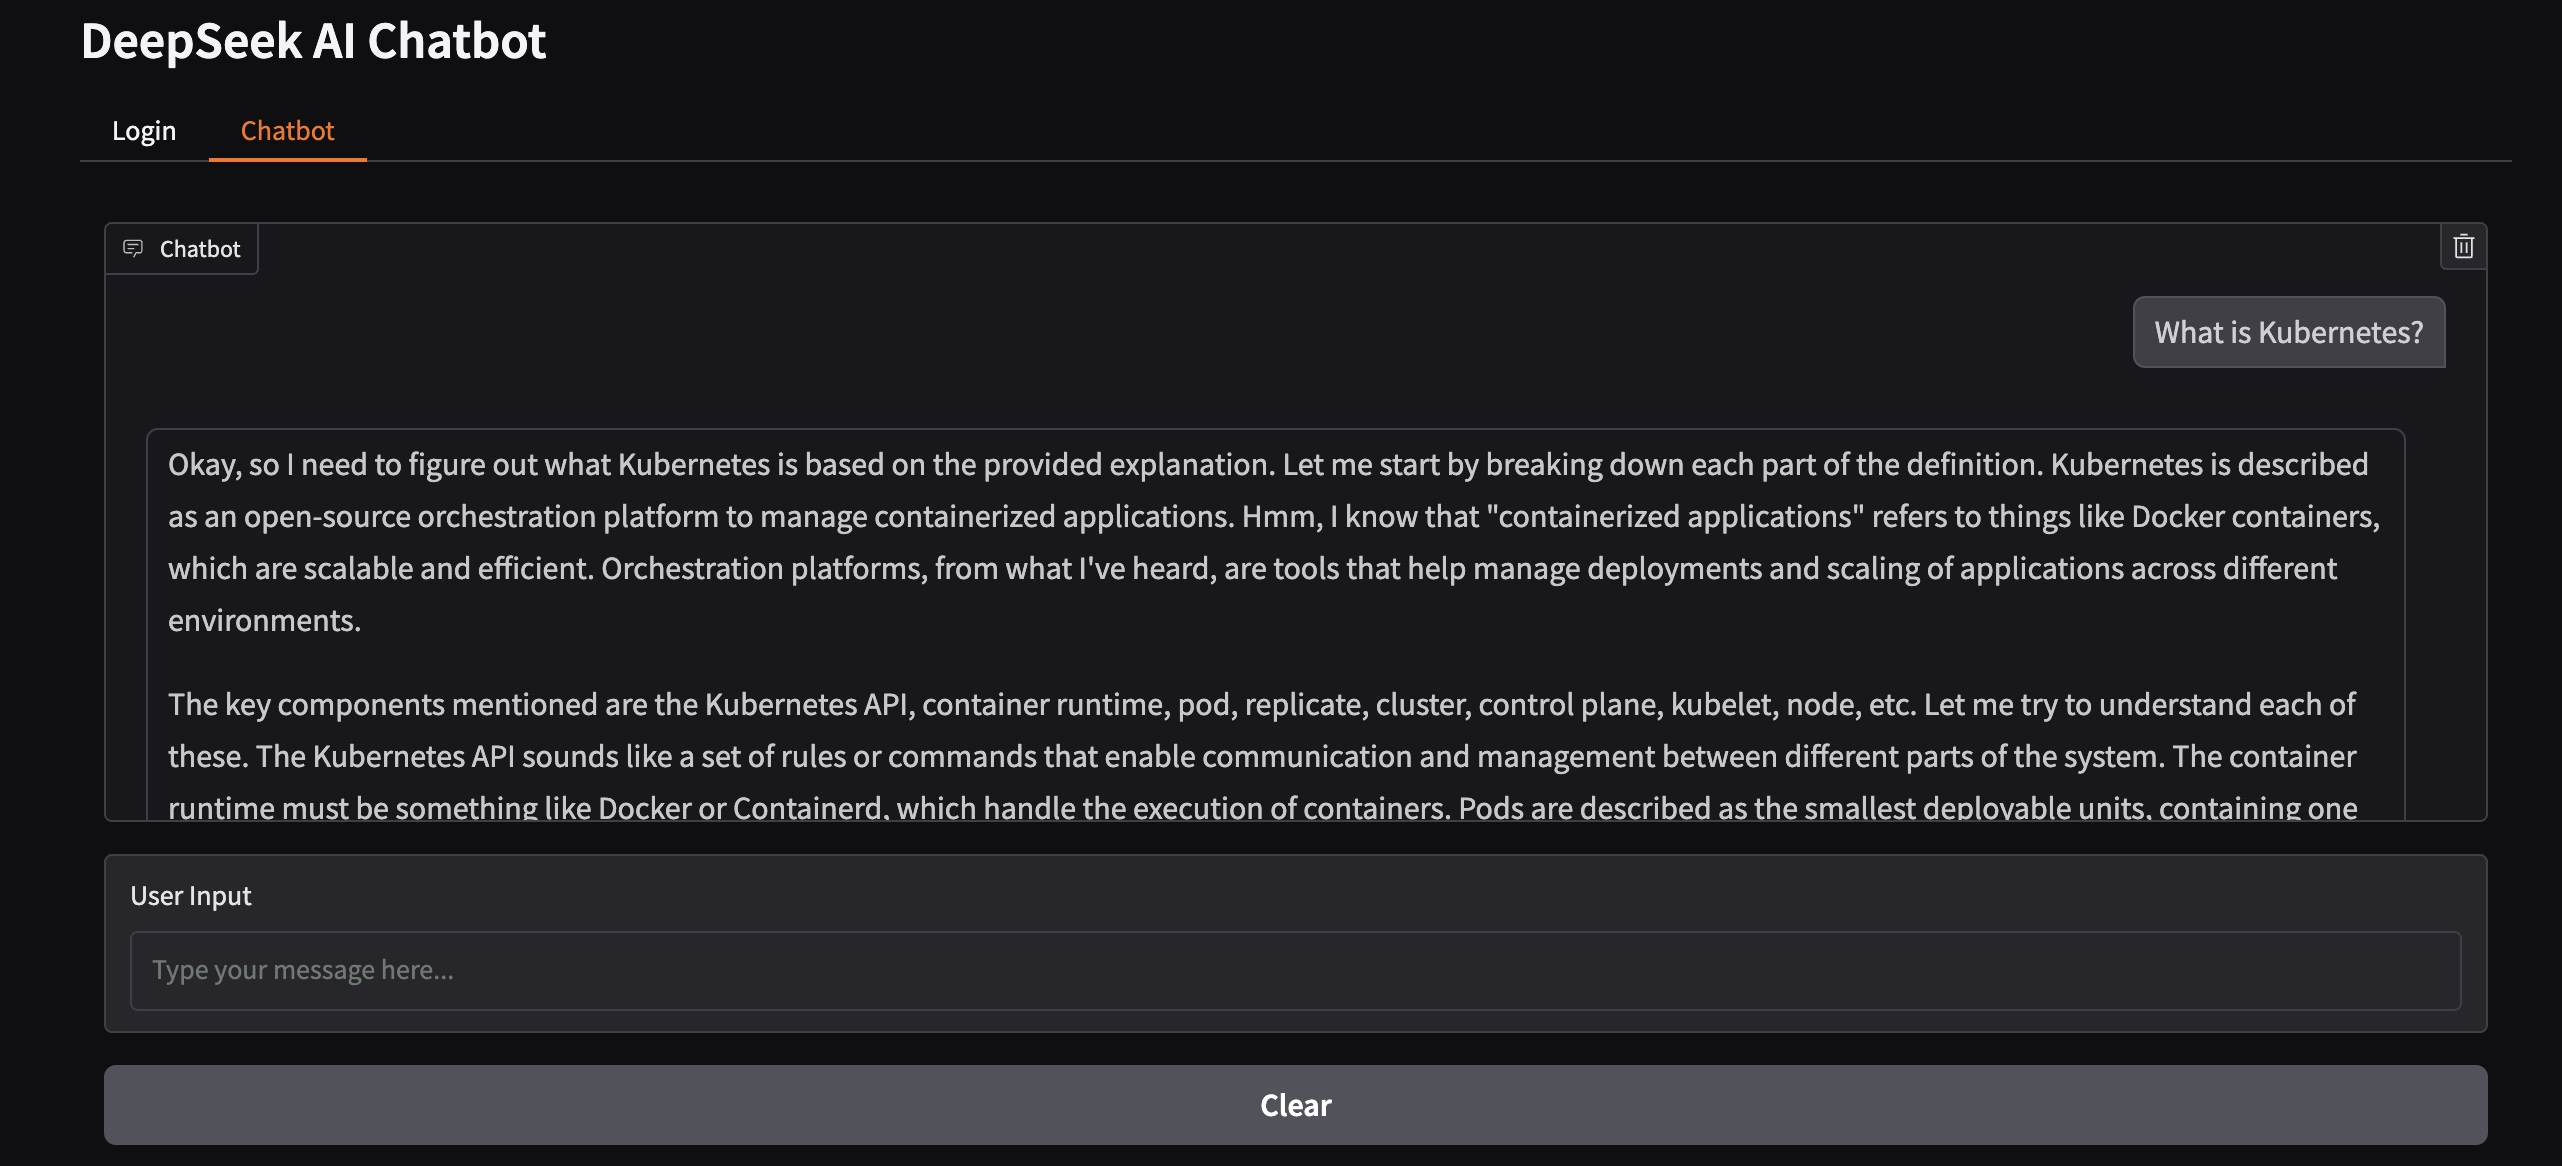 DeepSeek AI Chatbot
Login Chatbot
Chatbot
What is Kubernetes?
Okay, so I need to figure out what Kubernetes is based on the provided explanation. Let me start by breaking down each part of the definition. Kubernetes is described
as an open-source orchestration platform to manage containerized applications. Hmm, I know that "containerized applications" refers to things like Docker containers,
which are scalable and efficient. Orchestration platforms, from what I've heard, are tools that help manage deployments and scaling of applications across different
environments.
The key components mentioned are the Kubernetes API, container runtime, pod, replicate, cluster, control plane, kubelet, node, etc. Let me try to understand each of
these. The Kubernetes API sounds like a set of rules or commands that enable communication and management between different parts of the system. The container
runtime must be something like Docker or Containerd, which handle the execution of containers. Pods are described as the smallest deployable units, containing one
User Input
Type your message here...
Clear